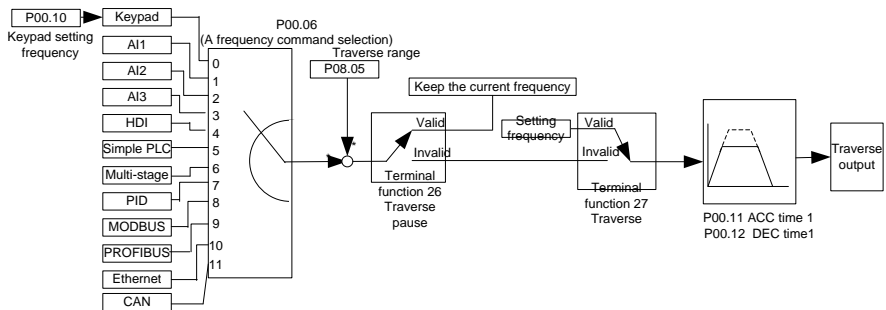 P00.10
Keypad setting
frequency
Keypad
AI1
AI2
AI3
HDI
Simple PLC
Multi-stage
PID
MODBUS
PROFIBUS
Ethernet
CAN
P00.06
(A frequency command selection)
0
1
2
3
4
5
6
7
8
9
10
11
Traverse range
P08.05
*
*
Keep the current frequency
Valid
Invalid
Terminal
function 26
Traverse
pause
Setting
frequency
Valid
Invalid
Terminal
function 27
Traverse
P00.11 ACC time 1
P00.12 DEC time1
Traverse
output